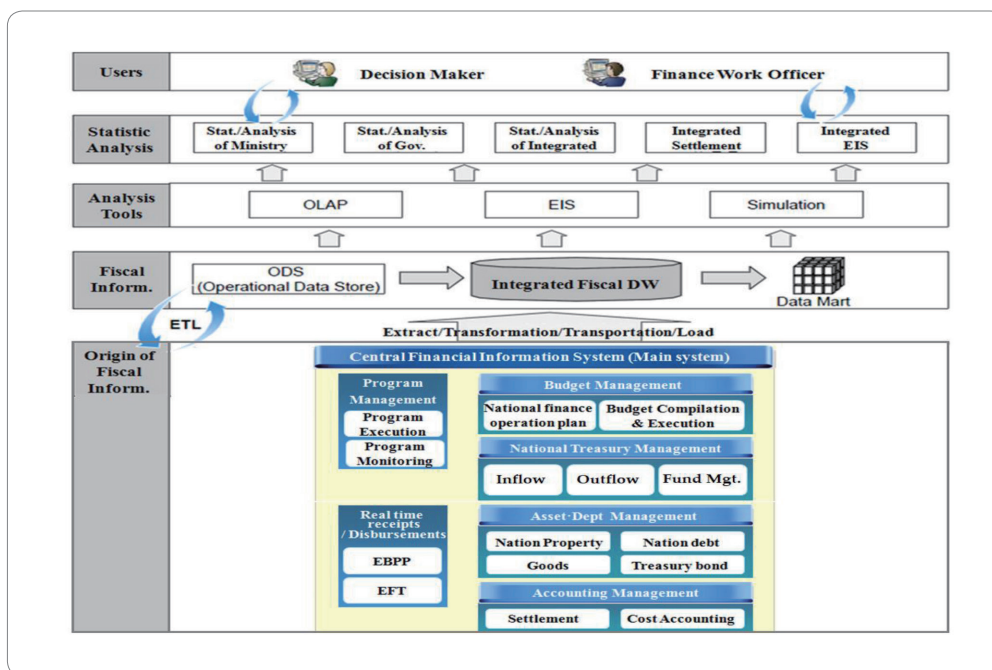 Users
Decision Maker
Finance Work Officer
Statistic
Analysis
Stat./Analysis
of Ministry
Stat./Analysis
of Gov.
Stat./Analysis
of Integrated
Integrated
Settlement
Integrated
EIS
Analysis
Tools
OLAP
EIS
Simulation
Fiscal
Inform.
ODS
(Operational Data Store)
Integrated Fiscal DW
Data Mart
ETL
Extract/Transformation/Transportation/Load
Origin of
Fiscal
Inform.
Central Financial Information System (Main system)
Program
Management
Program
Execution
Program
Monitoring
Budget Management
National finance
operation plan
Budget Compilation
& Execution
National Treasury Management
Inflow
Outflow
Fund Mgt.
Real time
receipts
/ Disbursements
EBPP
EFT
Asset·Dept Management
Nation Property
Nation debt
Goods
Treasury bond
Accounting Management
Settlement
Cost Accounting